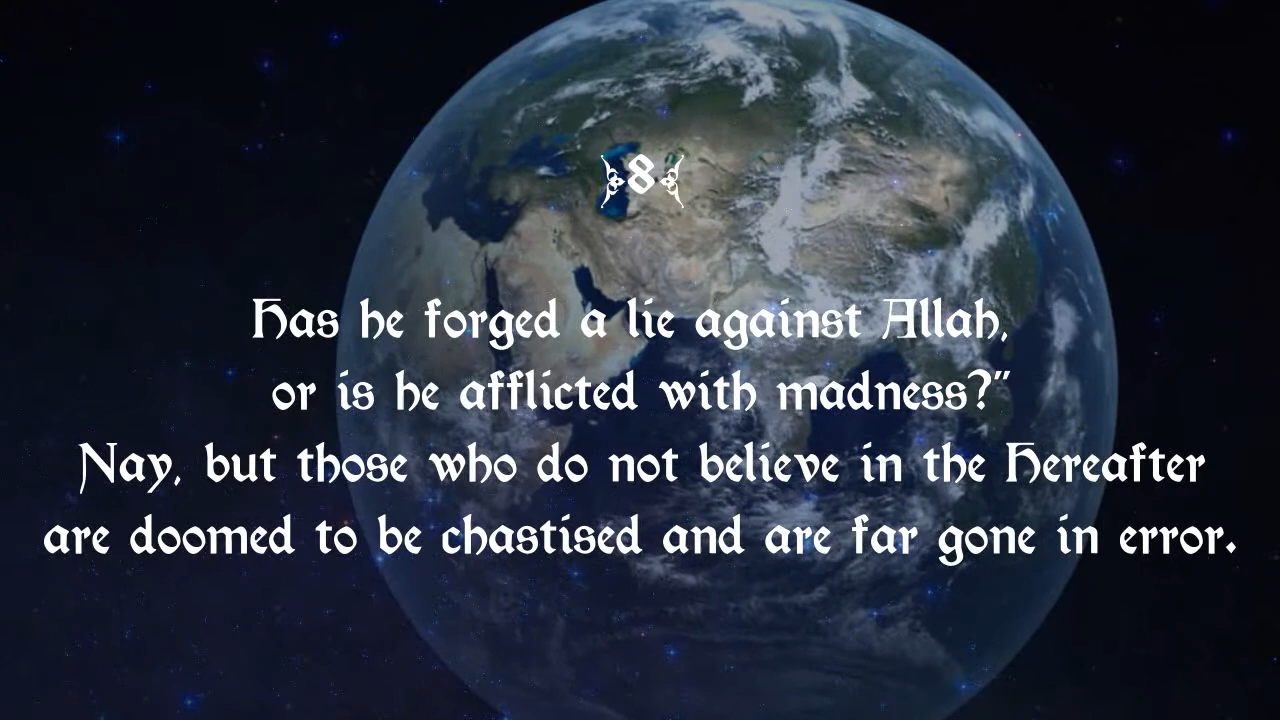 8
Has he forged a lie against Allah,
or is he afflicted with madness?"
Nay, but those who do not believe in the Hereafter
are doomed to be chastised and are far gone in error.